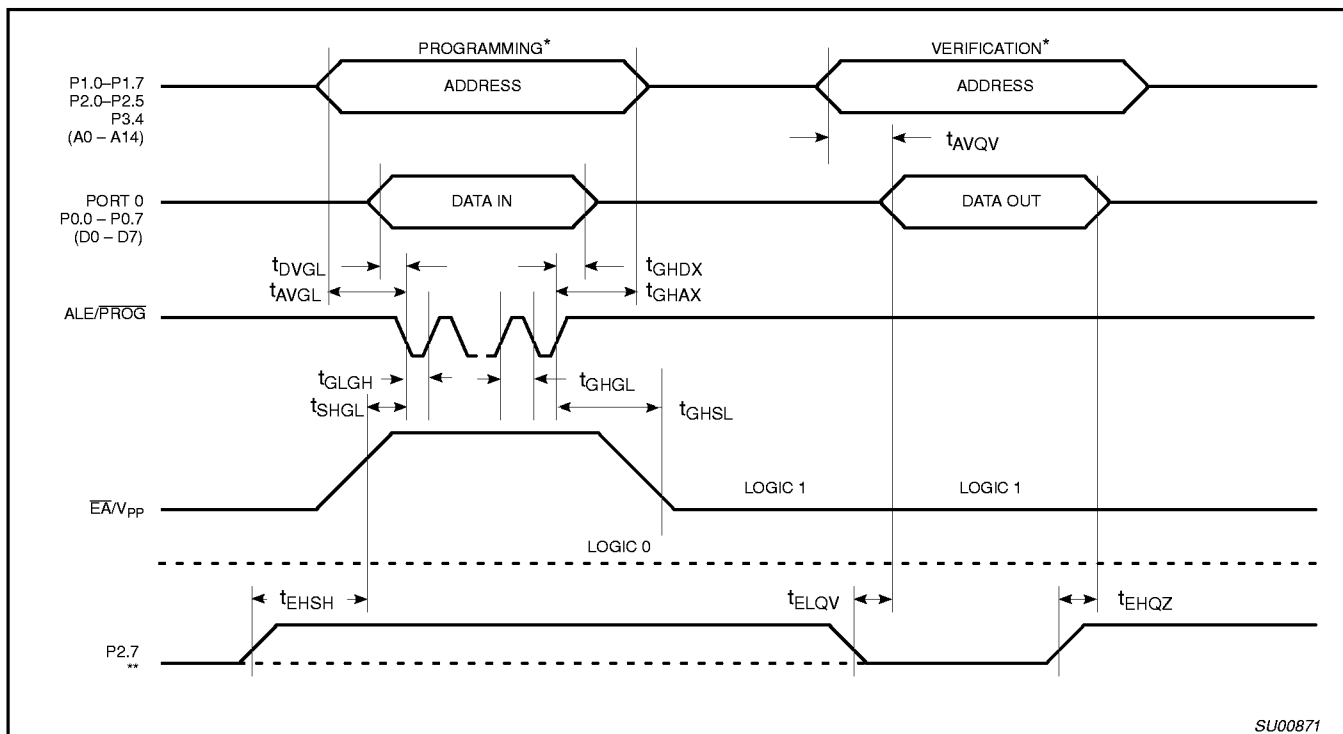 PROGRAMMING*
VERIFICATION*
P1.0–P1.7
P2.0–P2.5
P3.4
(A0 – A14)
ADDRESS
ADDRESS
tAVQV
PORT 0
P0.0 – P0.7
(D0 – D7)
DATA IN
DATA OUT
tDVGL
tGHDX
tAVGL
tGHAX
ALE/PROG
tGLGH
tGHGL
tSHGL
tGHSL
EA/VPP
LOGIC 1
LOGIC 1
LOGIC 0
tEHSH
tELQV
tEHQZ
P2.7
**
SU00871